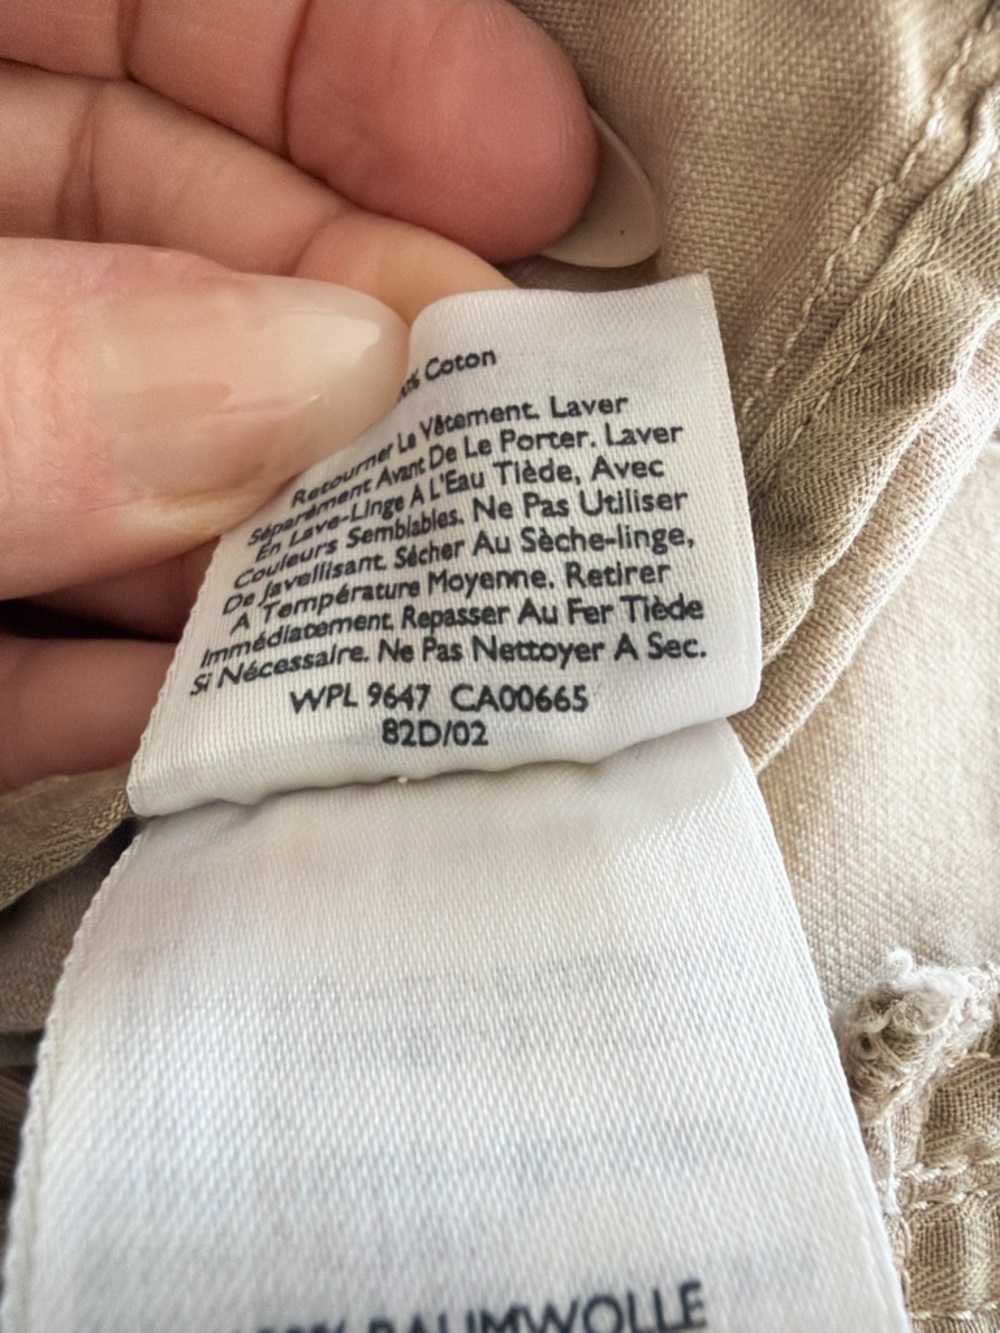 Coton
Retourner Le Vêtement. Laver
Séparément Avant De Le Porter. Laver
En Lave-Linge A L'Eau Tiède, Avec
Couleurs Semblables. Ne Pas Utiliser
De Javellisant. Sécher Au Sèche-linge,
A Température Moyenne. Retirer
Immédiatement. Repasser Au Fer Tiède
Si Nécessaire. Ne Pas Nettoyer A Sec.
WPL 9647 CA00665
82D/02
BAUMWOLLE